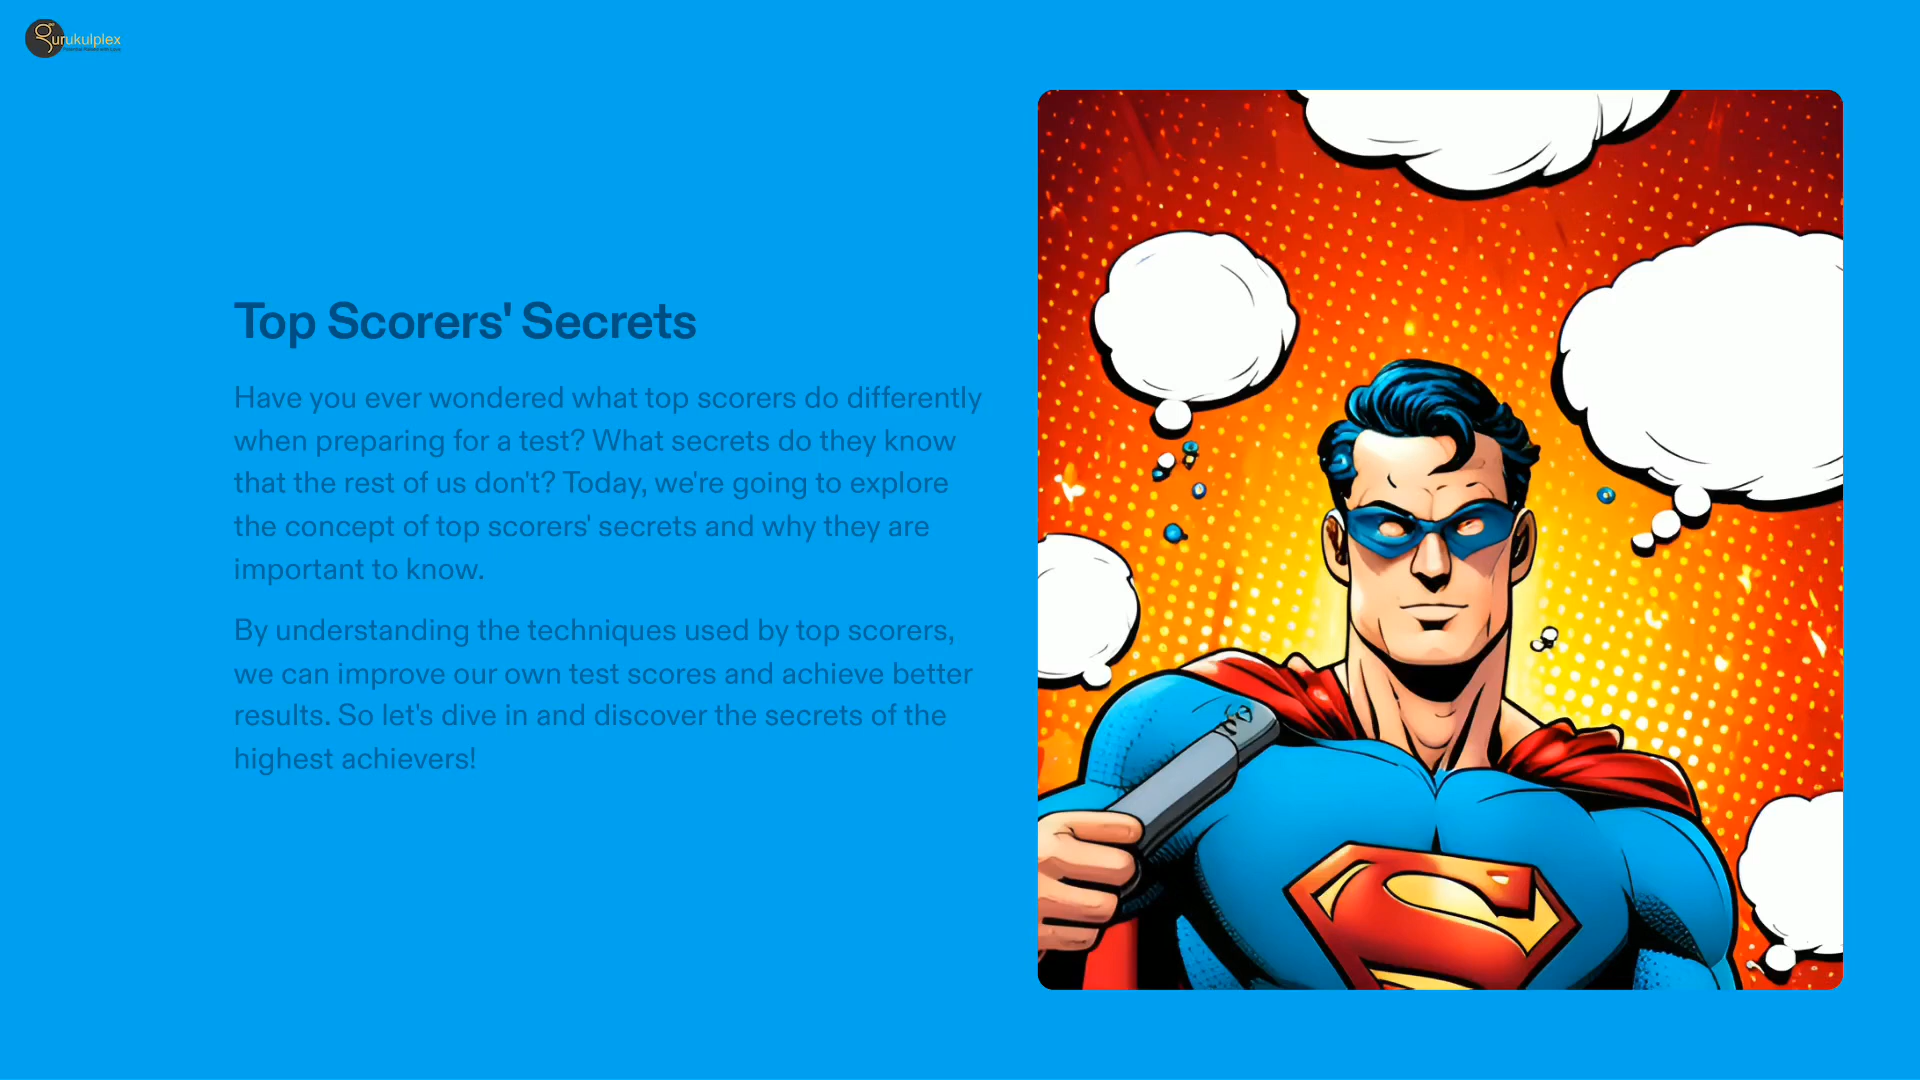 gurukulplex
Top Scorers' Secrets
Have you ever wondered what top scorers do differently
when preparing for a test? What secrets do they know
that the rest of us don't? Today, we're going to explore
the concept of top scorers' secrets and why they are
important to know.
By understanding the techniques used by top scorers,
we can improve our own test scores and achieve better
results. So let's dive in and discover the secrets of the
highest achievers!